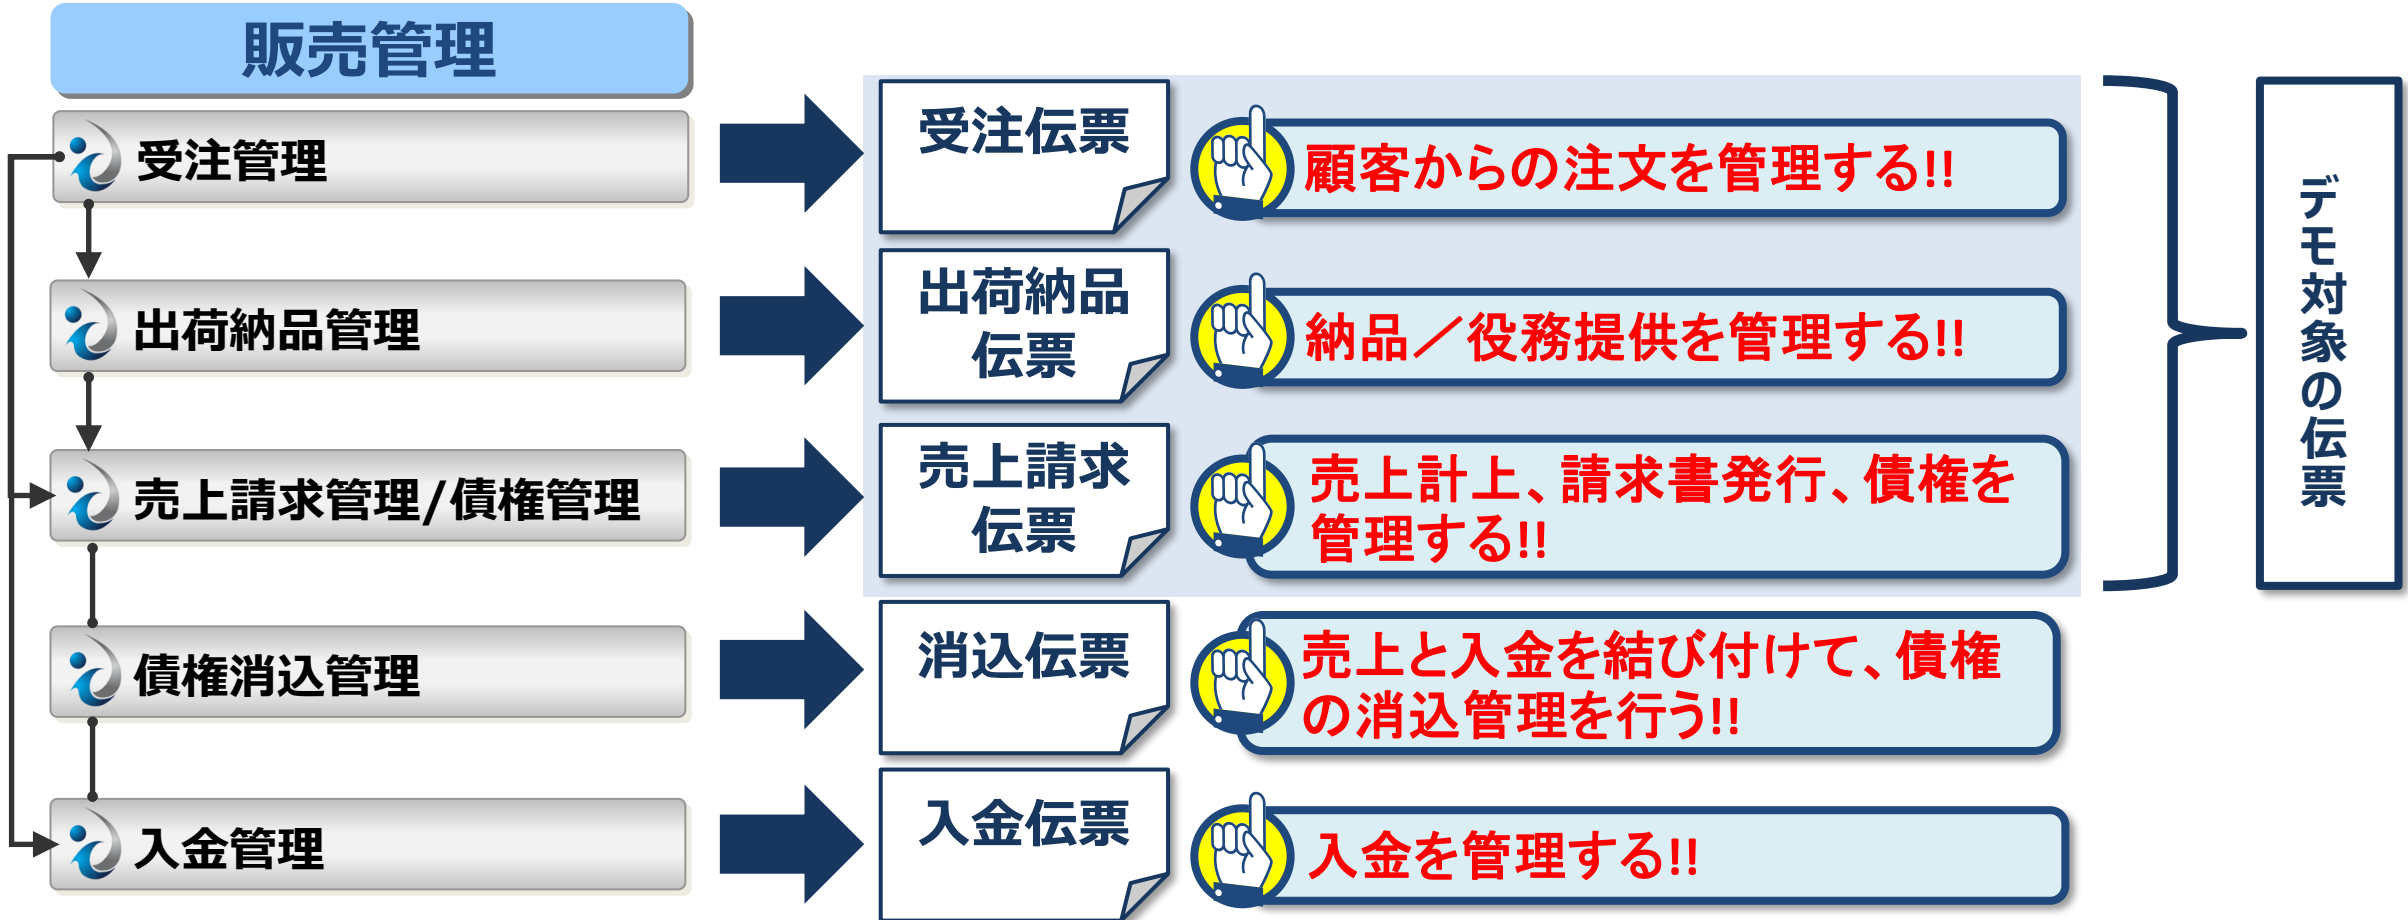 販売管理
受注管理
受注伝票
顧客からの注文を管理する!!
出荷納品管理
出荷納品
伝票
納品／役務提供を管理する!!
売上請求管理/債権管理
売上請求
伝票
売上計上、請求書発行、債権を
管理する!!
債権消込管理
消込伝票
売上と入金を結び付けて、債権
の消込管理を行う!!
入金管理
入金伝票
入金を管理する!!
デモ対象の伝票